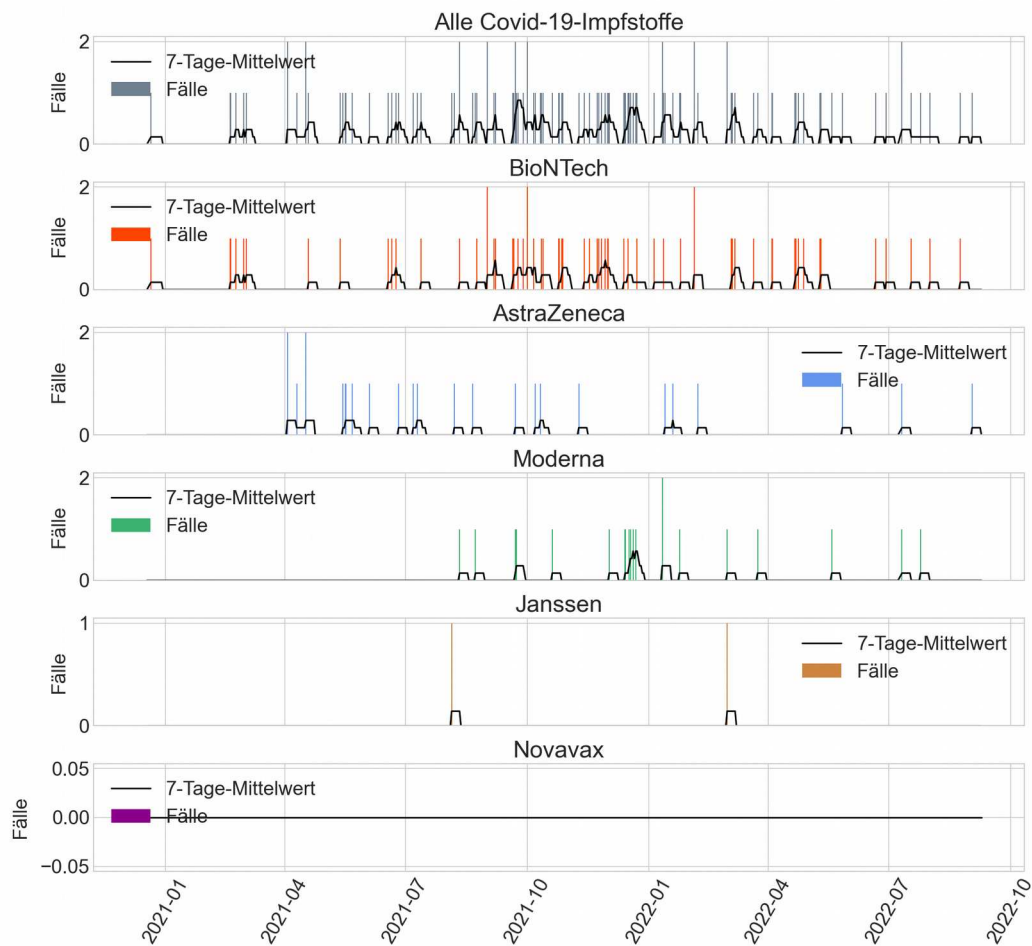 Alle Covid-19-Impfstoffe
2
7-Tage-Mittelwert
Fälle
Fälle
0
BioNTech
2
7-Tage-Mittelwert
Fälle
Fälle
0
AstraZeneca
2
7-Tage-Mittelwert
Fälle
Fälle
0
Moderna
2
7-Tage-Mittelwert
Fälle
Fälle
0
Janssen
1
7-Tage-Mittelwert
Fälle
Fälle
0
Novavax
0.05
7-Tage-Mittelwert
Fälle
0.00
Fälle
−0.05
2021-01
2021-04
2021-07
2021-10
2022-01
2022-04
2022-07
2022-10